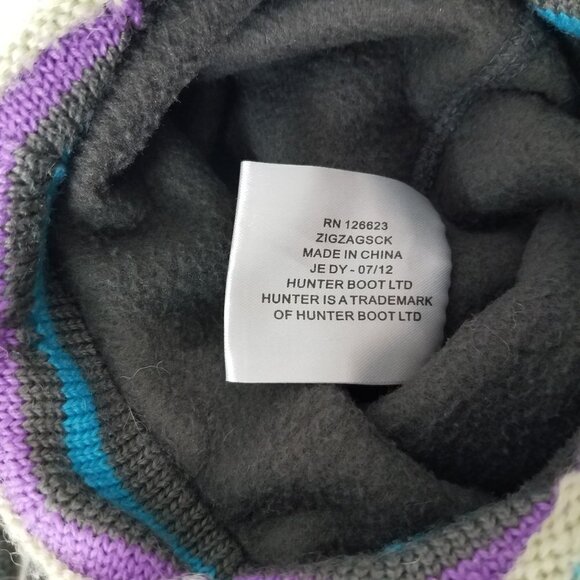 RN 126623
ZIGZAGSCK
MADE IN CHINA
JE DY - 07/12
HUNTER BOOT LTD
HUNTER IS A TRADEMARK
OF HUNTER BOOT LTD